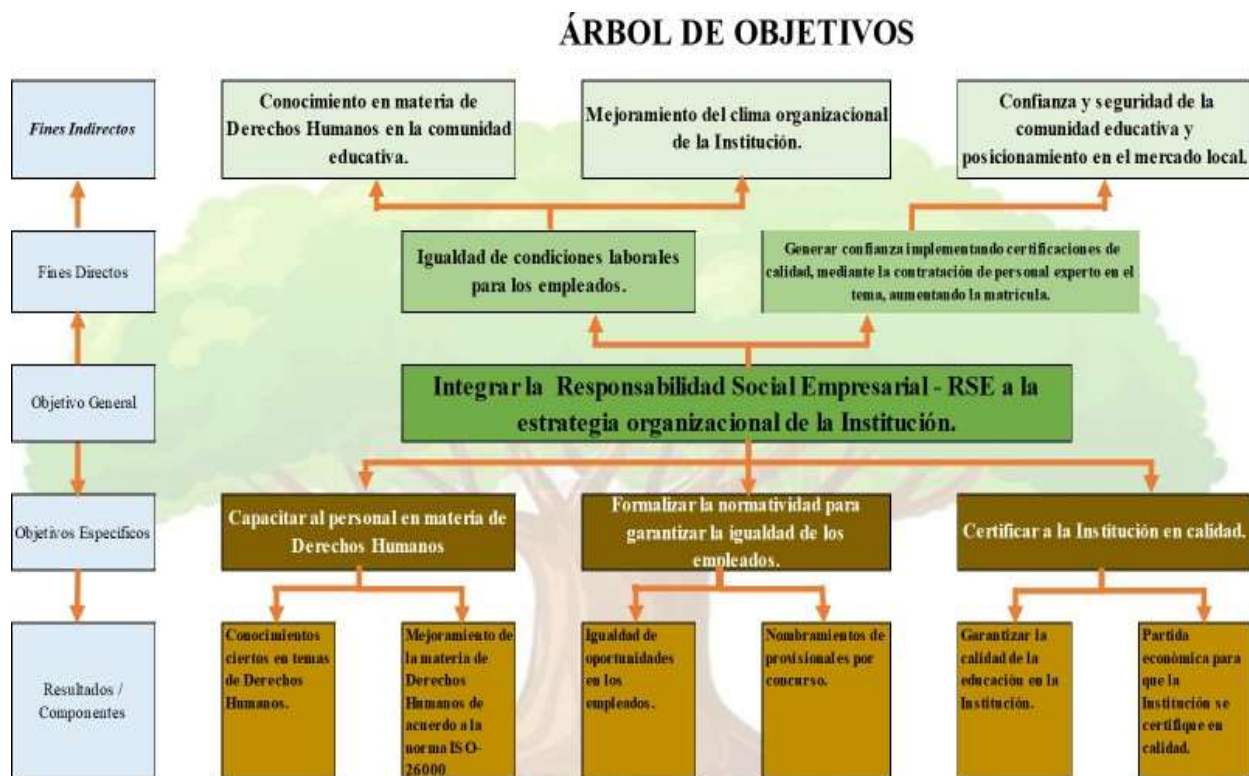 ÁRBOL DE OBJETIVOS
Fines Indirectos
Conocimiento en materia de
Derechos Humanos en la comunidad
educativa.
Mejoramiento del clima organizacional
de la Institución.
Confianza y seguridad de la
comunidad educativa y
posicionamiento en el mercado local.
Fines Directos
Igualdad de condiciones laborales
para los empleados.
Generar confianza implementando certificaciones de
calidad, mediante la contratación de personal experto en el
tema, aumentando la matrícula.
Objetivo General
Integrar la Responsabilidad Social Empresarial - RSE a la
estrategia organizacional de la Institución.
Objetivos Específicos
Capacitar al personal en materia de
Derechos Humanos
Formalizar la normatividad para
garantizar la igualdad de los
empleados.
Certificar a la Institución en calidad.
Resultados /
Componentes
Conocimientos
ciertos en temas
de Derechos
Humanos.
Mejoramiento de
la materia de
Derechos
Humanos de
acuerdo a la
norma ISO-
26000
Igualdad de
oportunidades
en los
empleados.
Nombramientos de
provisionales por
concurso.
Garantizar la
calidad de la
educación en la
Institución.
Partida
económica para
que la
Institución se
certifique en
calidad.